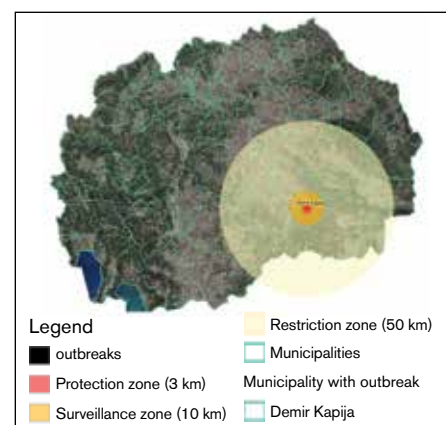 Legend
outbreaks
Protection zone (3 km)
Surveillance zone (10 km)
Restriction zone (50 km)
Municipalities
Municipality with outbreak
Demir Kapija